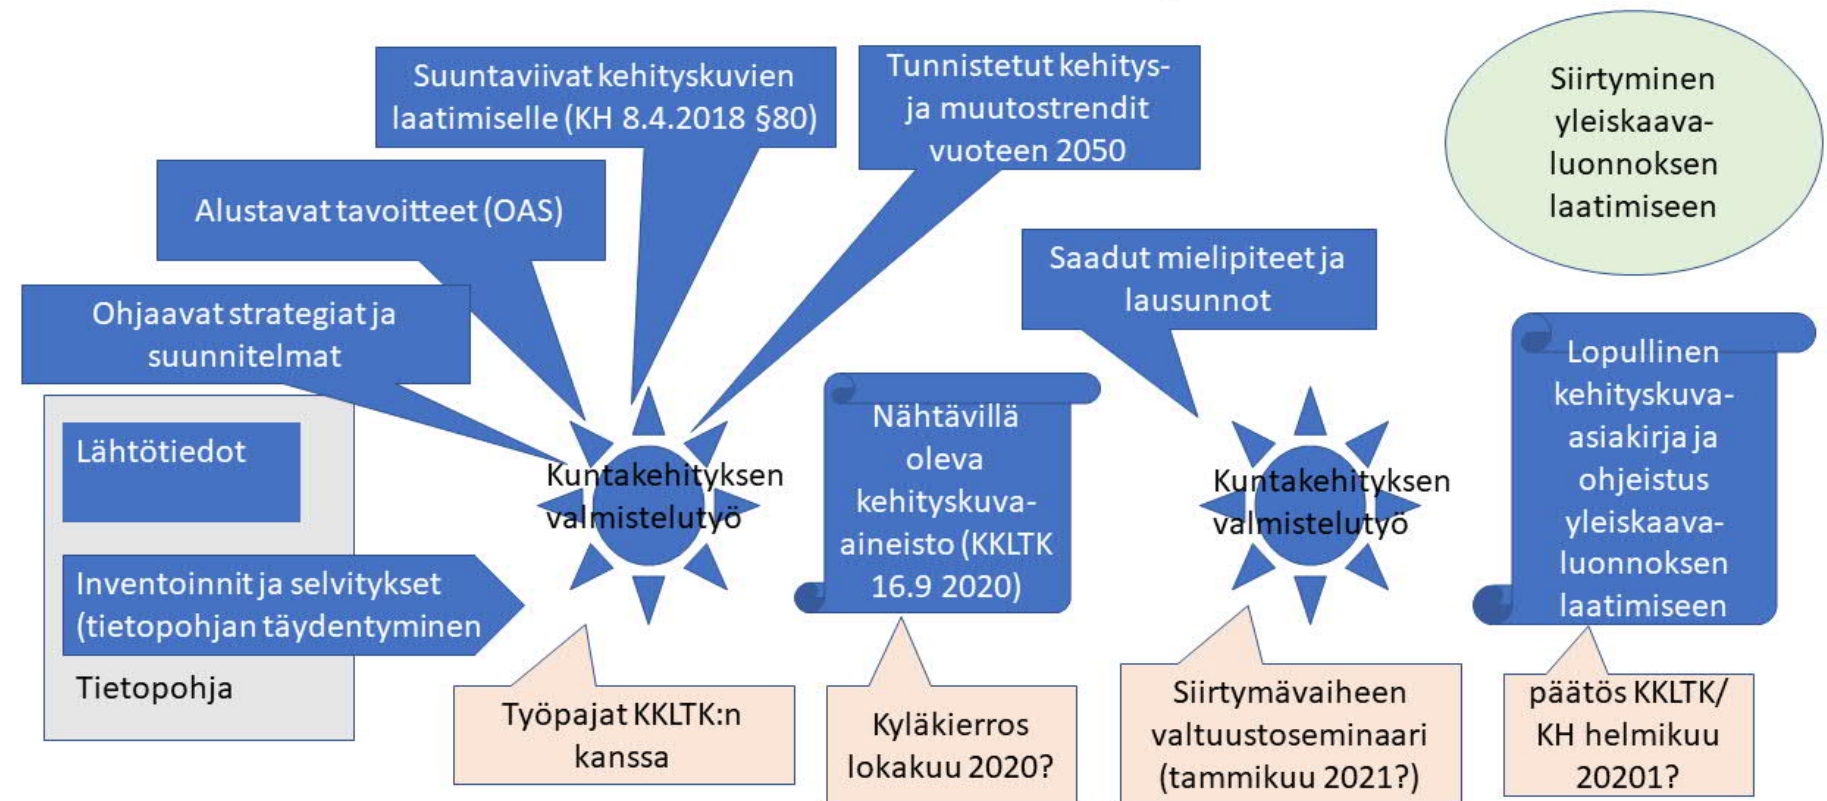 Suuntaviivat kehityskuvien
laatimiselle (KH 8.4.2018 §80)
Tunnistetut kehitys-
ja muutostrendit
vuoteen 2050
Siirtyminen
yleiskaava-
luonnoksen
laatimiseen
Alustavat tavoitteet (OAS)
Saadut mielipiteet ja
lausunnot
Ohjaavat strategiat ja
suunnitelmat
Lähtötiedot
Inventoinnit ja selvitykset
(tietopohjan täydentyminen
Tietopohja
Kuntakehityksen
valmistelutyö
Nähtävillä
oleva
kehityskuva-
aineisto (KKLTK
16.9 2020)
Kuntakehityksen
valmistelutyö
Lopullinen
kehityskuva-
asiakirja ja
ohjeistus
yleiskaava-
luonnoksen
laatimiseen
Työpajat KKLTK:n
kanssa
Kyläkierros
lokakuu 2020?
Siirtymävaiheen
valtuustoseminaari
(tammikuu 2021?)
päätös KKLTK/
KH helmikuu
20201?